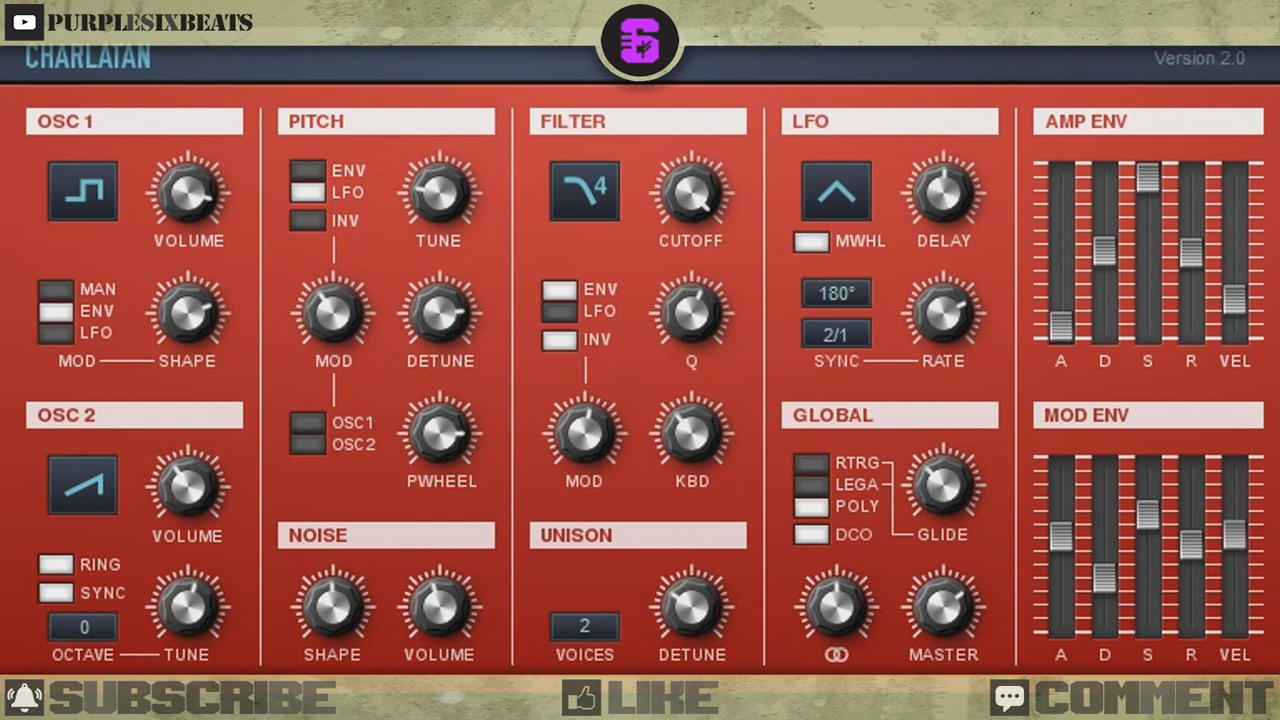 PURPLESIXBEATS
6
CHARLATAN
Version 2.0
OSC 1
VOLUME
MAN
ENV
LFO
MOD
SHAPE
OSC 2
VOLUME
RING
SYNC
0
OCTAVE
TUNE
PITCH
ENV
LFO
INV
TUNE
MOD
DETUNE
OSC1
OSC2
PWHEEL
NOISE
SHAPE
VOLUME
FILTER
4
CUTOFF
ENV
LFO
INV
Q
MOD
KBD
UNISON
2
VOICES
DETUNE
LFO
MWHL
DELAY
180°
2/1
SYNC
RATE
GLOBAL
RTRG
LEGA
POLY
DCO
GLIDE
MASTER
AMP ENV
A D S R VEL
MOD ENV
A D S R VEL
SUBSCRIBE
LIKE
COMMENT